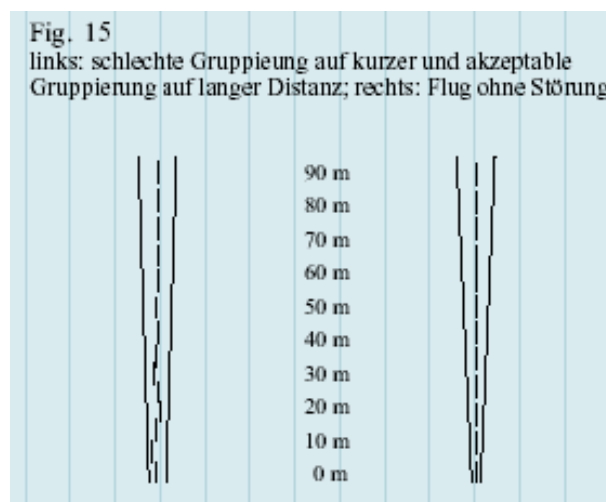 Fig. 15
links: schlechte Gruppieung auf kurzer und akzeptable
Gruppierung auf langer Distanz; rechts: Flug ohne Störung
90 m
80 m
70 m
60 m
50 m
40 m
30 m
20 m
10 m
0 m